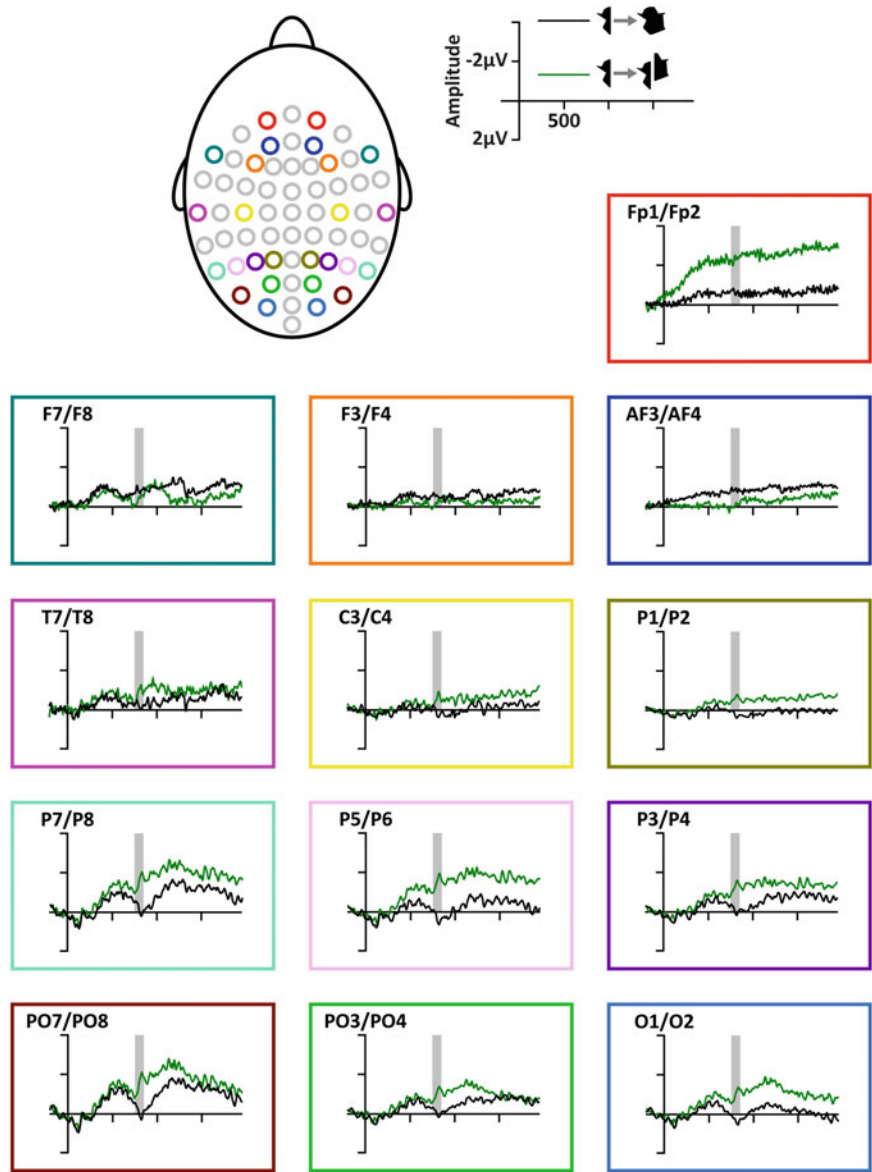 Amplitude
-2µV
2µV
500
Fp1/Fp2
F7/F8
F3/F4
AF3/AF4
T7/T8
C3/C4
P1/P2
P7/P8
P5/P6
P3/P4
PO7/PO8
PO3/PO4
O1/O2